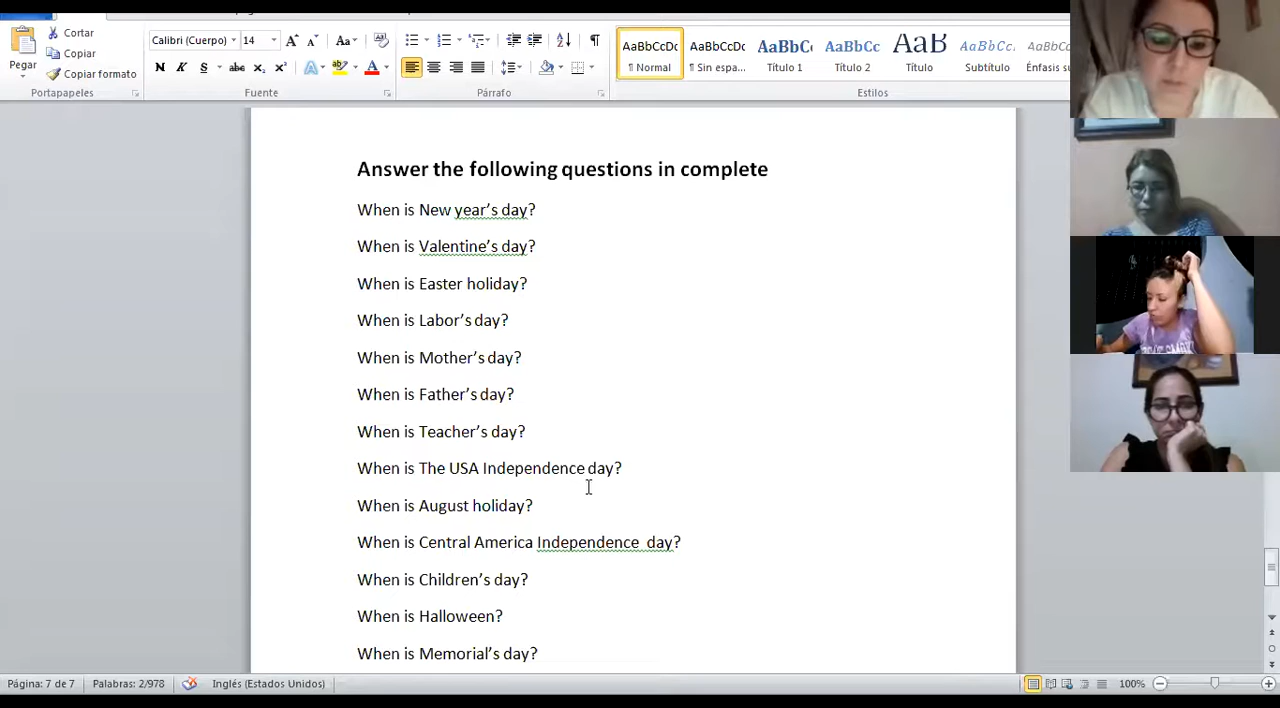 Cortar
Copiar
Copiar formato
Pegar
Portapapeles
Calibri (Cuerpo) 14
Aa
N K S abc x₂ x²
A A
Fuente
Párrafo
AaBbCcDc AaBbCcDc AaBbC AaBbCc AaB AaBbCc. AaBbCcD
¶ Normal ¶ Sin espa... Título 1 Título 2 Título Subtítulo Énfasis su
Estilos
Answer the following questions in complete
When is New year’s day?
When is Valentine’s day?
When is Easter holiday?
When is Labor’s day?
When is Mother’s day?
When is Father’s day?
When is Teacher’s day?
When is The USA Independence day?
When is August holiday?
When is Central America Independence day?
When is Children’s day?
When is Halloween?
When is Memorial’s day?
Página: 7 de 7 Palabras: 2/978 Inglés (Estados Unidos) 100%